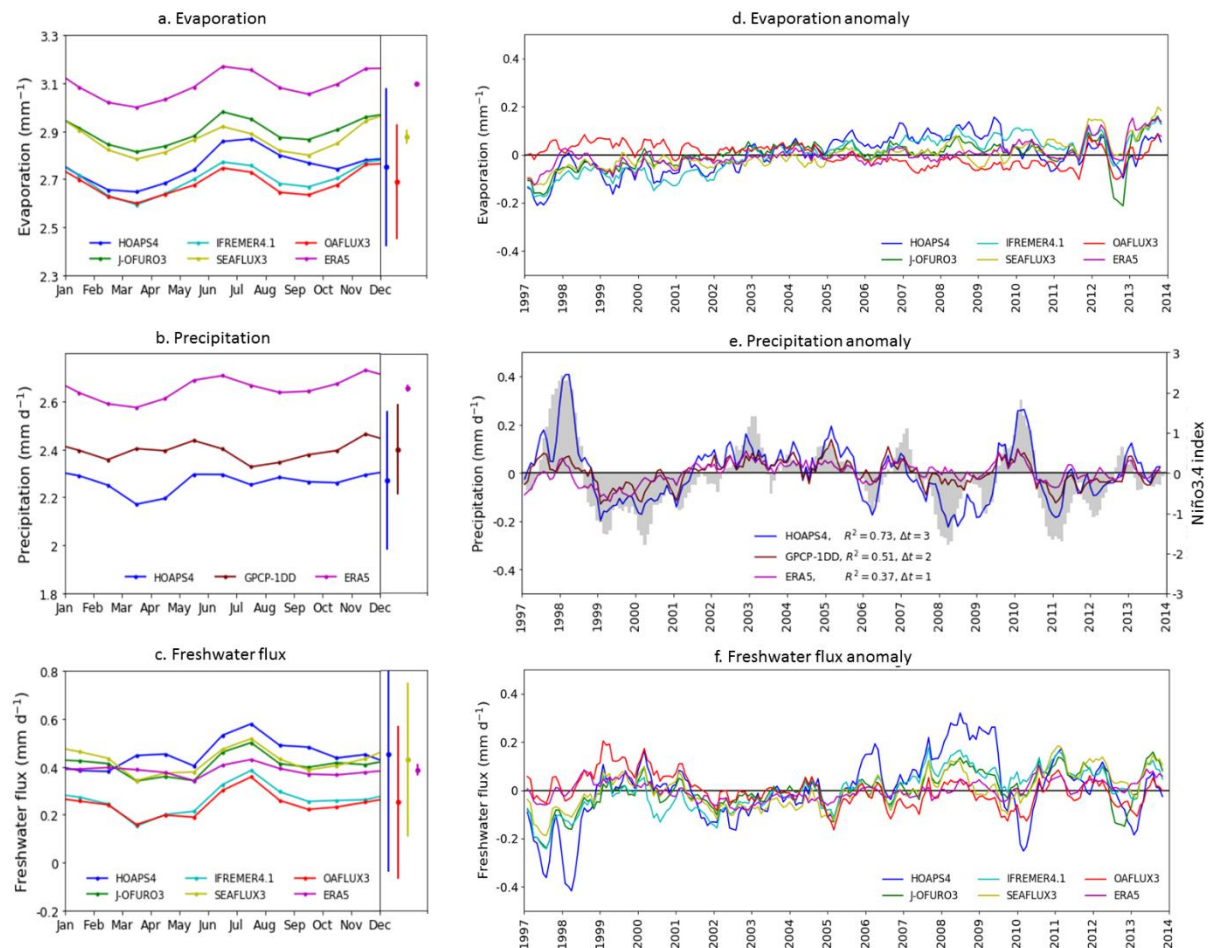 a. Evaporation
Evaporation (mm⁻¹)
3.3
3.1
2.9
2.7
2.5
2.3
HOAPS4 IFREMER4.1 OAFLUX3
J-OFURO3 SEAFLUX3 ERA5
Jan Feb Mar Apr May Jun Jul Aug Sep Oct Nov Dec
d. Evaporation anomaly
Evaporation (mm⁻¹)
0.4
0.2
0
-0.2
-0.4
HOAPS4 IFREMER4.1 OAFLUX3
J-OFURO3 SEAFLUX3 ERA5
1997 1998 1999 2000 2001 2002 2003 2004 2005 2006 2007 2008 2009 2010 2011 2012 2013 2014
b. Precipitation
Precipitation (mm d⁻¹)
2.6
2.4
2.2
2
1.8
HOAPS4 GPCP-1DD ERA5
Jan Feb Mar Apr May Jun Jul Aug Sep Oct Nov Dec
e. Precipitation anomaly
Precipitation (mm d⁻¹)
0.4
0.2
0
-0.2
-0.4
3
2
1
0
-1
-2
-3
Niño3.4 index
HOAPS4, R² = 0.73, Δt = 3
GPCP-1DD, R² = 0.51, Δt = 2
ERA5, R² = 0.37, Δt = 1
1997 1998 1999 2000 2001 2002 2003 2004 2005 2006 2007 2008 2009 2010 2011 2012 2013 2014
c. Freshwater flux
Freshwater flux (mm d⁻¹)
0.8
0.6
0.4
0.2
0
-0.2
HOAPS4 IFREMER4.1 OAFLUX3
J-OFURO3 SEAFLUX3 ERA5
Jan Feb Mar Apr May Jun Jul Aug Sep Oct Nov Dec
f. Freshwater flux anomaly
Freshwater flux (mm d⁻¹)
0.4
0.2
0
-0.2
-0.4
HOAPS4 IFREMER4.1 OAFLUX3
J-OFURO3 SEAFLUX3 ERA5
1997 1998 1999 2000 2001 2002 2003 2004 2005 2006 2007 2008 2009 2010 2011 2012 2013 2014